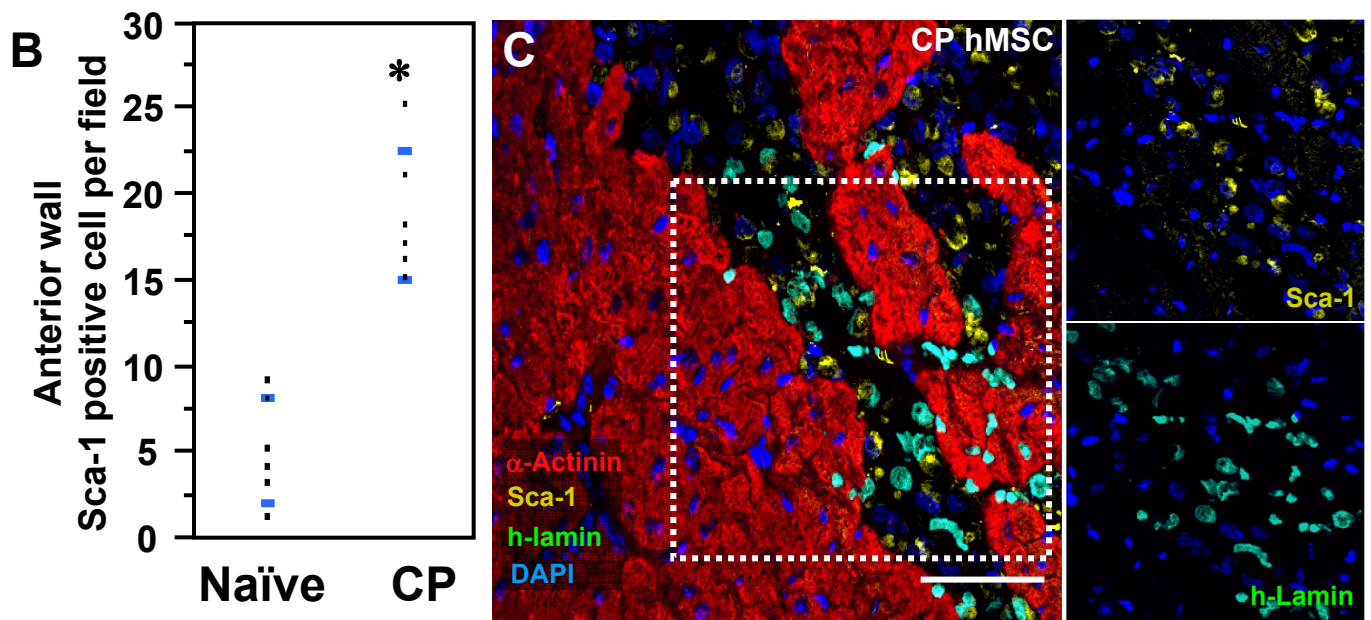 B
Anterior wall
Sca-1 positive cell per field
30
25
20
15
10
5
0
*
Naïve
CP
C
CP hMSC
α-Actinin
Sca-1
h-lamin
DAPI
Sca-1
h-Lamin